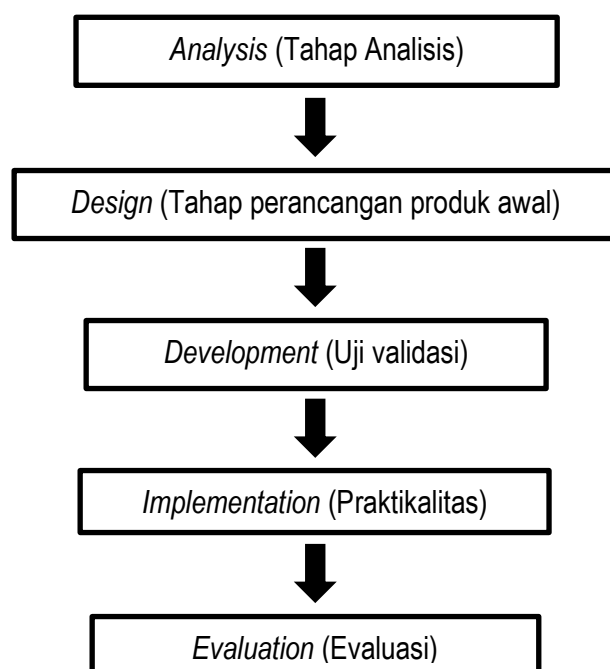 Analysis (Tahap Analisis)
Design (Tahap perancangan produk awal)
Development (Uji validasi)
Implementation (Praktikalitas)
Evaluation (Evaluasi)